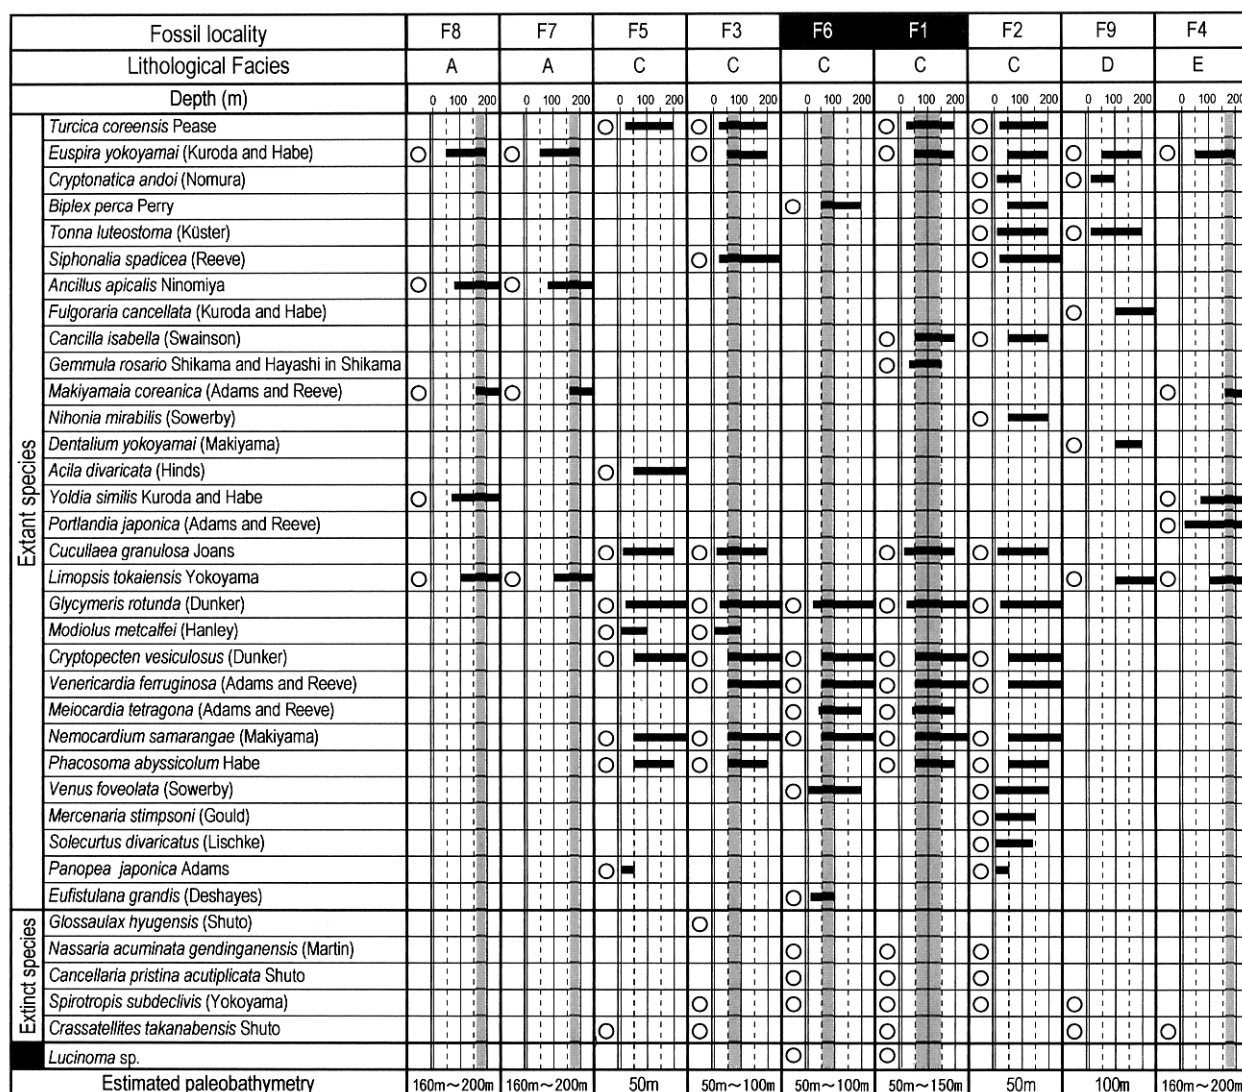 Fossil locality F8 F7 F5 F3 F6 F1 F2 F9 F4
Lithological Facies A A C C C C C D E
Depth (m) 0 100 200 0 100 200 0 100 200 0 100 200 0 100 200 0 100 200 0 100 200 0 100 200 0 100 200
Extant species
Turcica coreensis Pease
Euspira yokoyamai (Kuroda and Habe)
Cryptonatica andoi (Nomura)
Biplex perca Perry
Tonna luteostoma (Küster)
Siphonalia spadicea (Reeve)
Ancillus apicalis Ninomiya
Fulgoraria cancellata (Kuroda and Habe)
Cancilla isabella (Swainson)
Gemmula rosario Shikama and Hayashi in Shikama
Makiyamaia coreanica (Adams and Reeve)
Nihonia mirabilis (Sowerby)
Dentalium yokoyamai (Makiyama)
Acila divaricata (Hinds)
Yoldia similis Kuroda and Habe
Portlandia japonica (Adams and Reeve)
Cucullaea granulosa Joans
Limopsis tokaiensis Yokoyama
Glycymeris rotunda (Dunker)
Modiolus metcalfei (Hanley)
Cryptopecten vesiculosus (Dunker)
Venericardia ferruginosa (Adams and Reeve)
Meiocardia tetragona (Adams and Reeve)
Nemocardium samarangae (Makiyama)
Phacosoma abyssicolum Habe
Venus foveolata (Sowerby)
Mercenaria stimpsoni (Gould)
Solecurtus divaricatus (Lischke)
Panopea japonica Adams
Eufistulana grandis (Deshayes)
Extinct species
Glossaulax hyugensis (Shuto)
Nassaria acuminata gendinganensis (Martin)
Cancellaria pristina acutiplicata Shuto
Spirotropis subdeclivis (Yokoyama)
Crassatellites takanabensis Shuto
Lucinoma sp.
Estimated paleobathymetry 160m～200m 160m～200m 50m 50m～100m 50m～100m 50m～150m 50m 100m 160m～200m